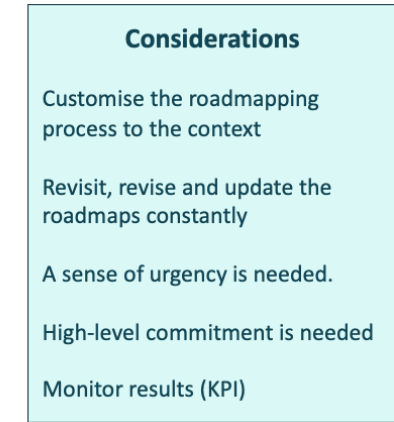 Considerations
Customise the roadmapping
process to the context
Revisit, revise and update the
roadmaps constantly
A sense of urgency is needed.
High-level commitment is needed
Monitor results (KPI)